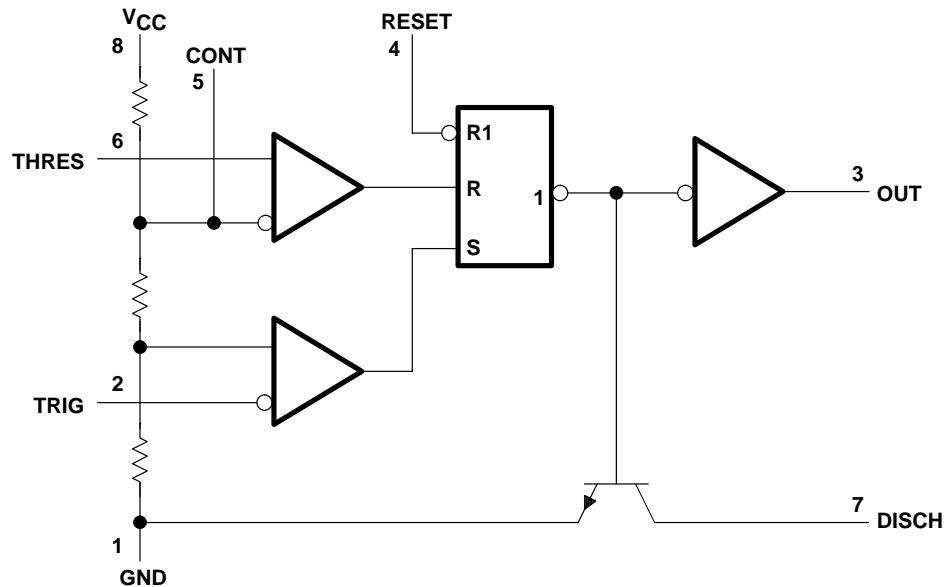 VCC
8
CONT
5
RESET
4
6
THRES
R1
R
1
S
3
OUT
2
TRIG
7
DISCH
1
GND